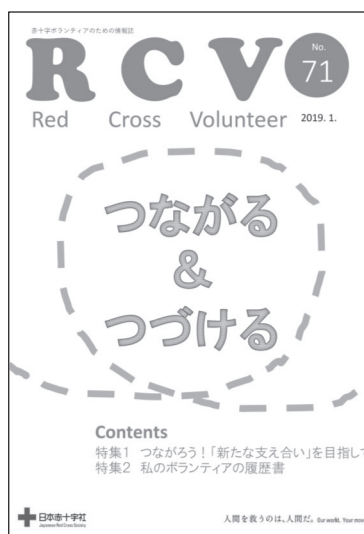 赤十字ボランティアのための情報誌
RCV
No.
71
Red Cross Volunteer 2019. 1.
つながる
&
つづける
Contents
特集1 つながろう！「新たな支え合い」を目指して
特集2 私のボランティアの履歴書
日本赤十字社
Japanese Red Cross Society
人間を救うのは、人間だ。 Our world. Your move